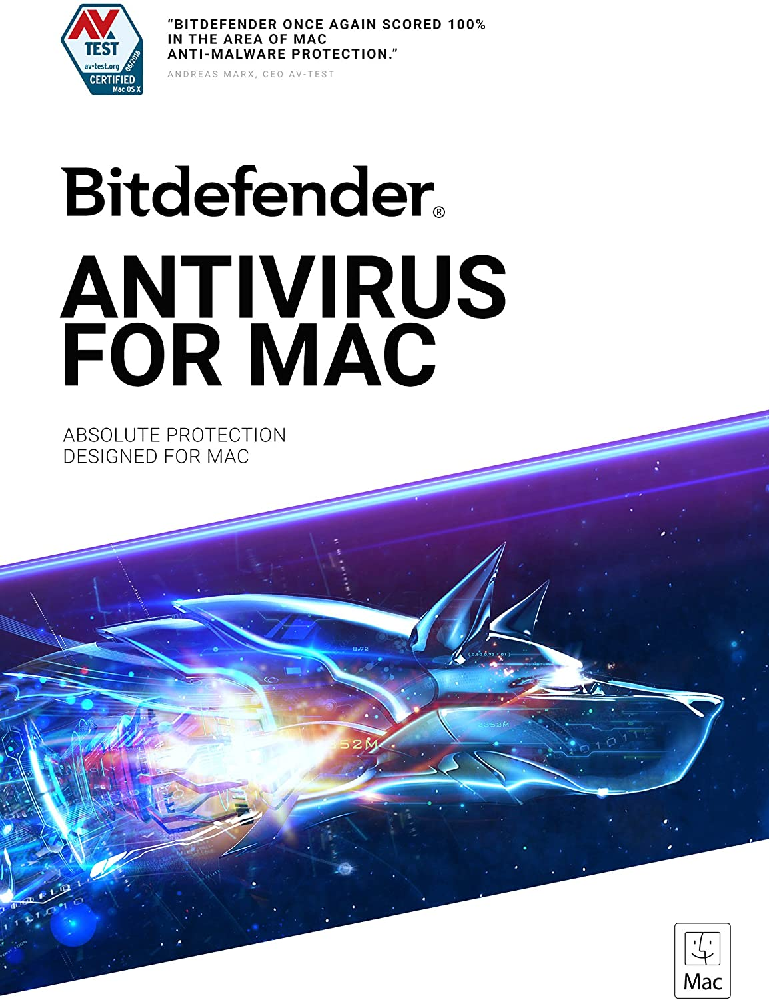 AV
TEST
av-test.org
06/2016
CERTIFIED
Mac OS X
“BITDEFENDER ONCE AGAIN SCORED 100%
IN THE AREA OF MAC
ANTI-MALWARE PROTECTION.”
ANDREAS MARX, CEO AV-TEST
Bitdefender®
ANTIVIRUS
FOR MAC
ABSOLUTE PROTECTION
DESIGNED FOR MAC
2352M
2352M
Mac